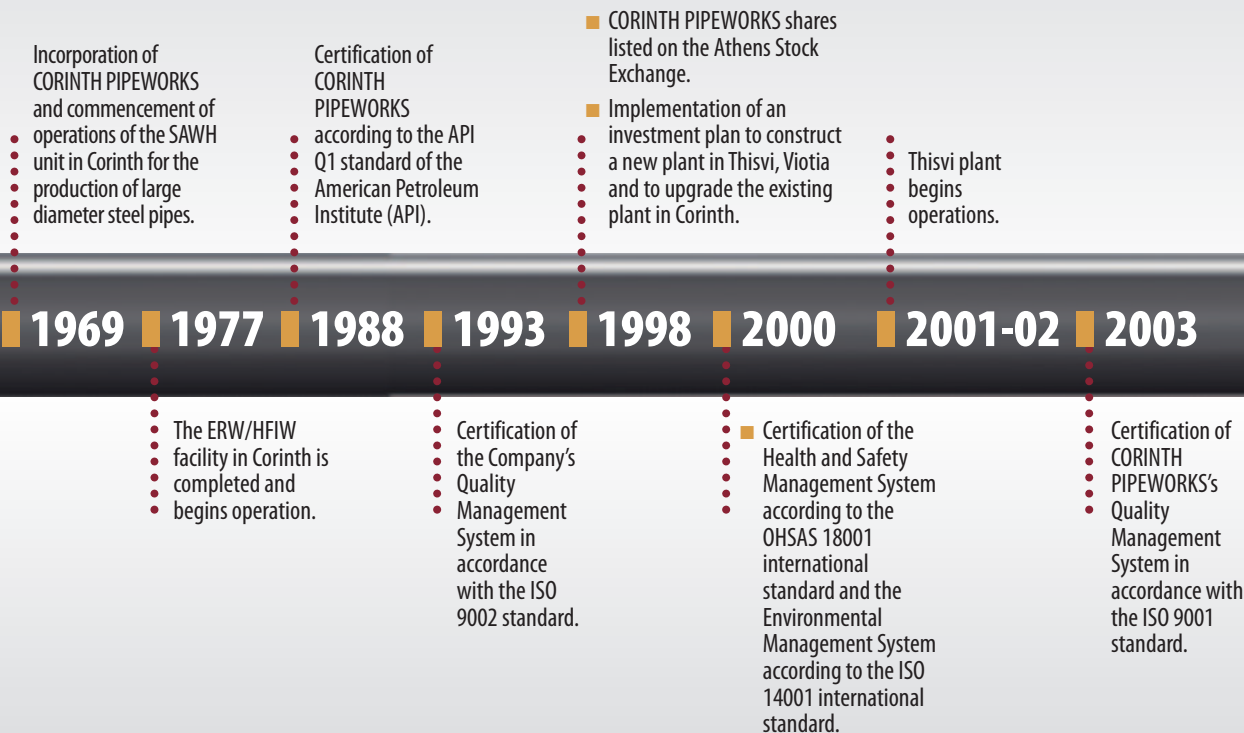 Incorporation of
CORINTH PIPEWORKS
and commencement of
operations of the SAWH
unit in Corinth for the
production of large
diameter steel pipes.
Certification of
CORINTH
PIPEWORKS
according to the API
Q1 standard of the
American Petroleum
Institute (API).
CORINTH PIPEWORKS shares
listed on the Athens Stock
Exchange.
Implementation of an
investment plan to construct
a new plant in Thisvi, Viotia
and to upgrade the existing
plant in Corinth.
Thisvi plant
begins
operations.
1969 1977 1988 1993 1998 2000 2001-02 2003
The ERW/HFIW
facility in Corinth is
completed and
begins operation.
Certification of
the Company’s
Quality
Management
System in
accordance
with the ISO
9002 standard.
Certification of the
Health and Safety
Management System
according to the
OHSAS 18001
international
standard and the
Environmental
Management System
according to the ISO
14001 international
standard.
Certification of
CORINTH
PIPEWORKS’s
Quality
Management
System in
accordance with
the ISO 9001
standard.